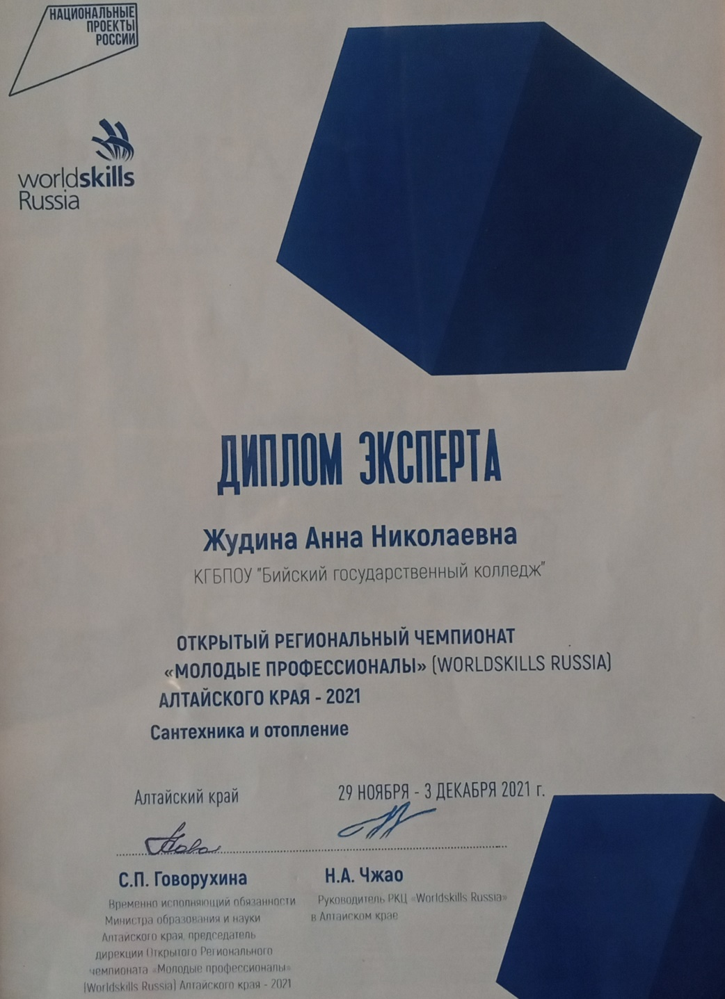 НАЦИОНАЛЬНЫЕ
ПРОЕКТЫ
РОССИИ
worldskills
Russia
ДИПЛОМ ЭКСПЕРТА
Жудина Анна Николаевна
КГБПОУ "Бийский государственный колледж"
ОТКРЫТЫЙ РЕГИОНАЛЬНЫЙ ЧЕМПИОНАТ
«МОЛОДЫЕ ПРОФЕССИОНАЛЫ» (WORLDSKILLS RUSSIA)
АЛТАЙСКОГО КРАЯ - 2021
Сантехника и отопление
Алтайский край
29 НОЯБРЯ - 3 ДЕКАБРЯ 2021 г.
С.П. Говорухина
Временно исполняющий обязанности
Министра образования и науки
Алтайского края, председатель
дирекции Открытого Регионального
чемпионата «Молодые профессионалы»
(Worldskills Russia) Алтайского края - 2021
Н.А. Чжао
Руководитель РКЦ «Worldskills Russia»
в Алтайском крае